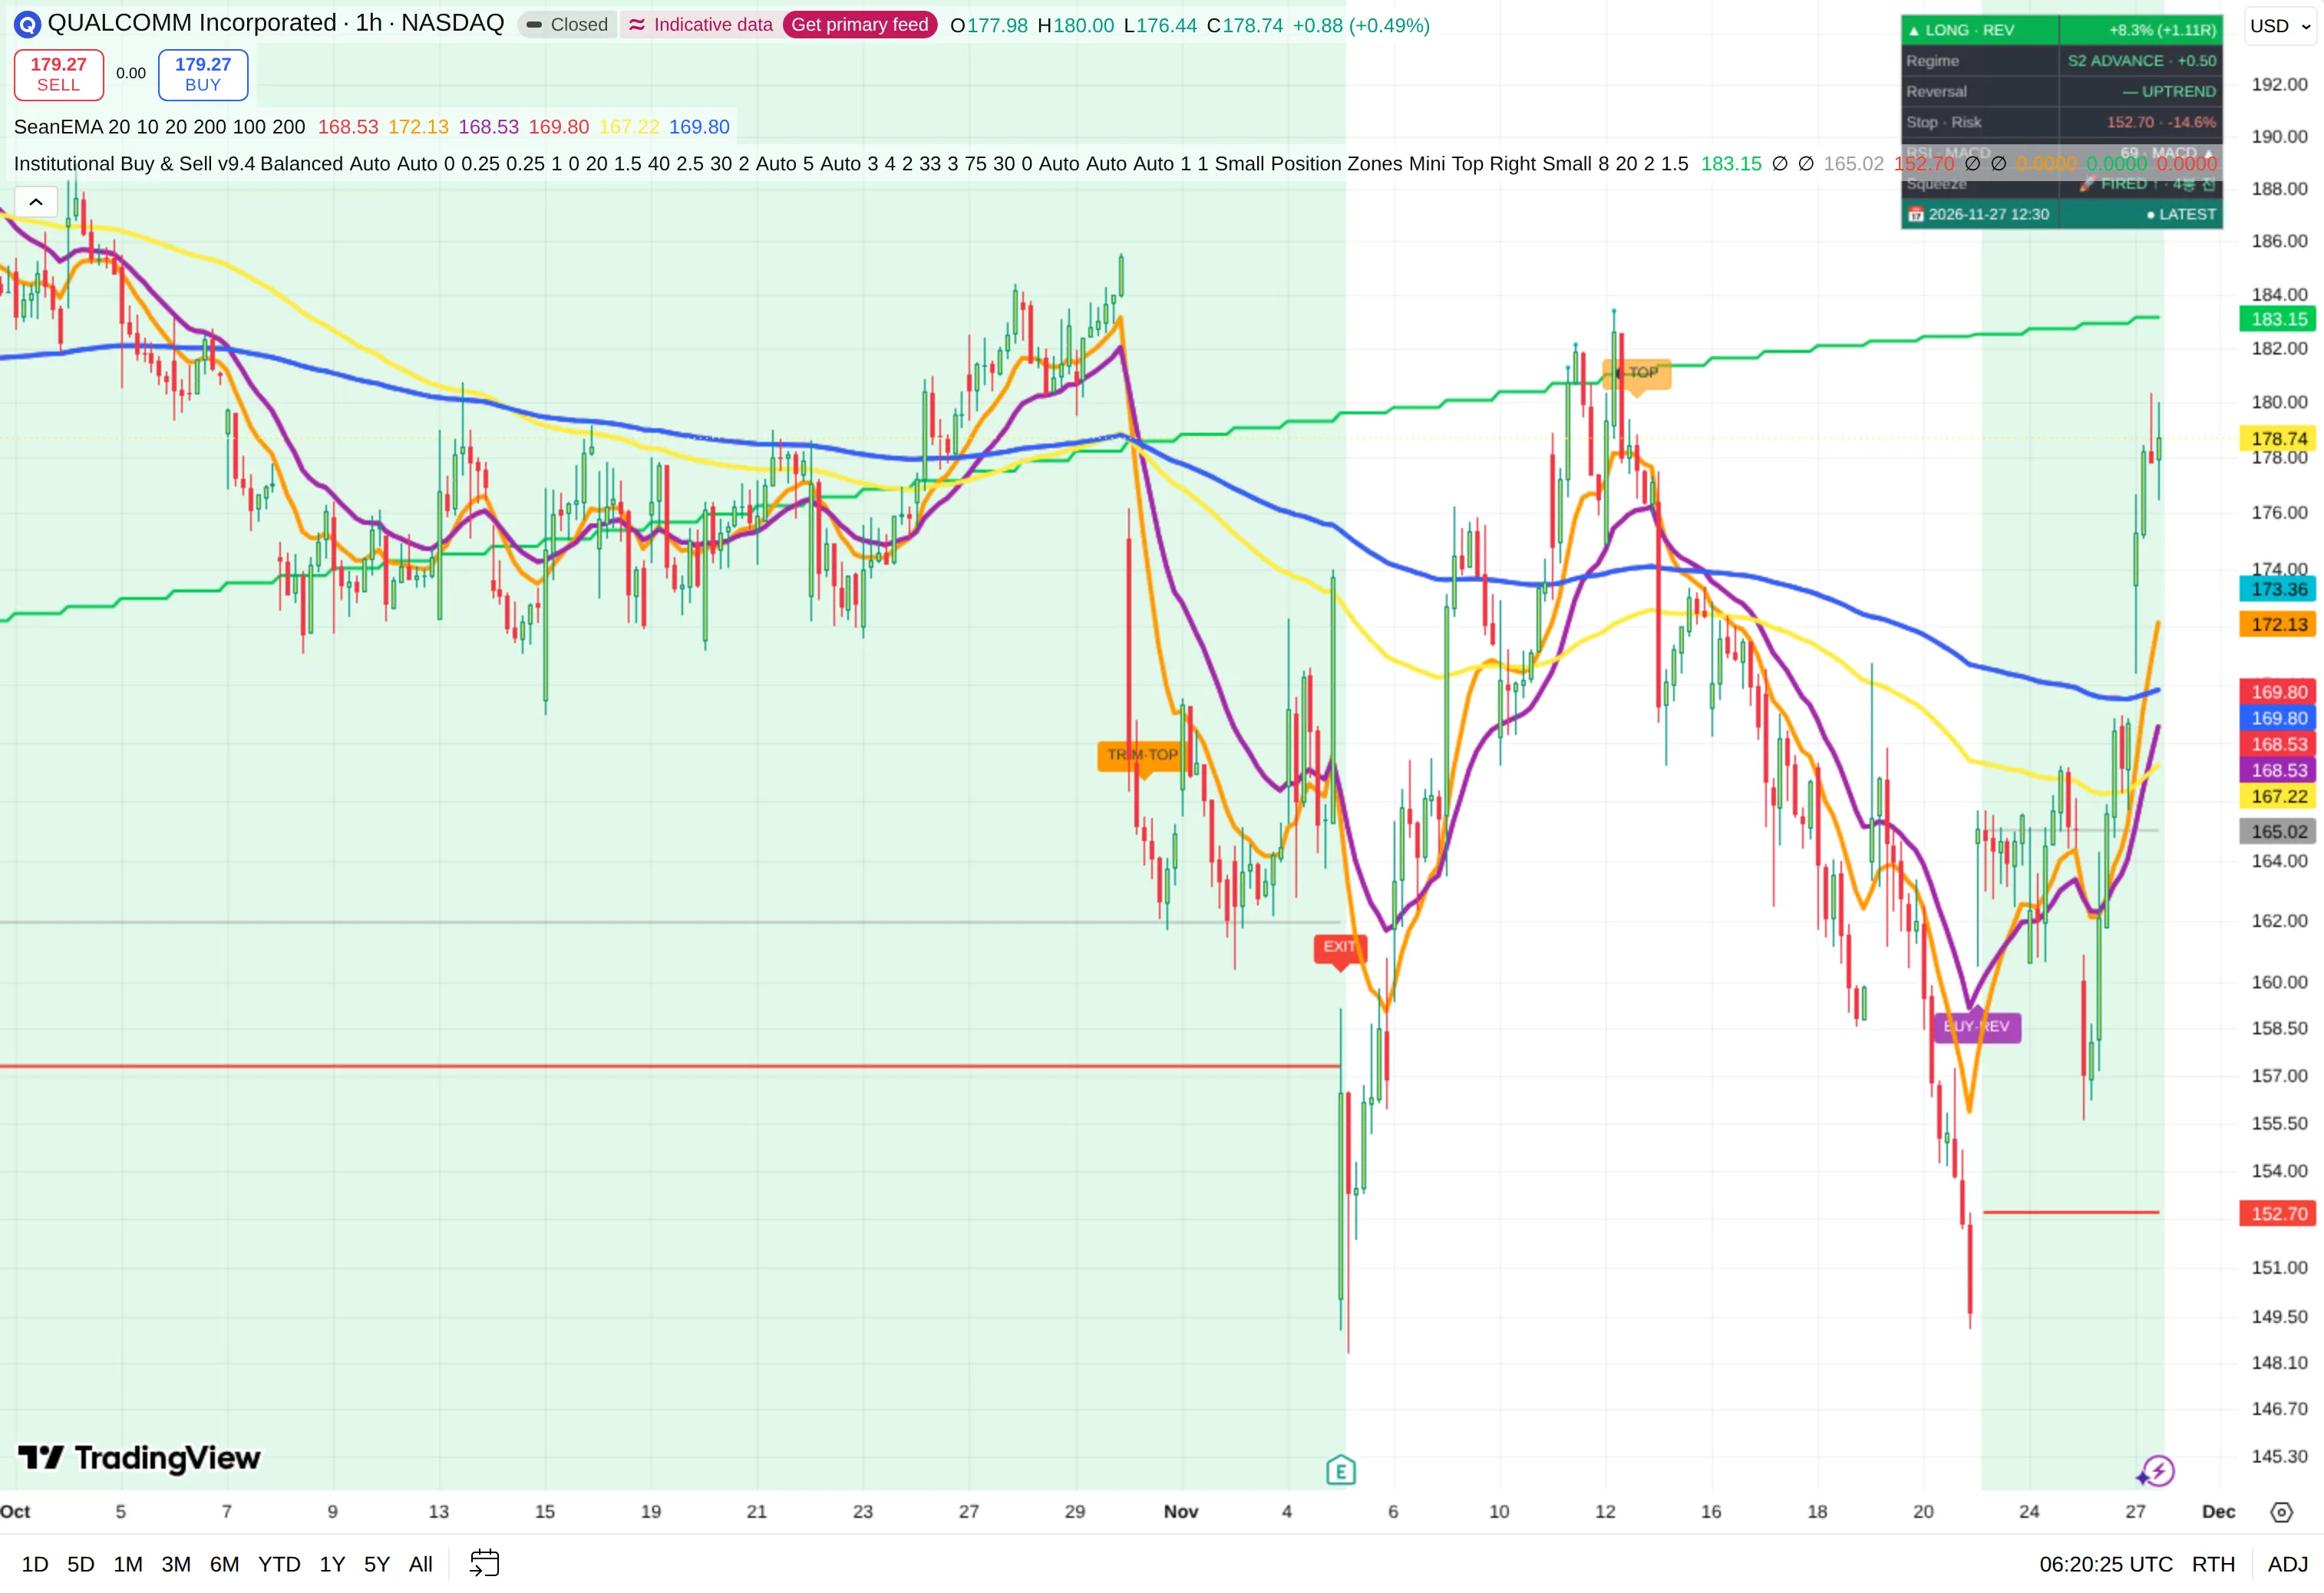 QUALCOMM Incorporated · 1h · NASDAQ Closed Indicative data Get primary feed O177.98 H180.00 L176.44 C178.74 +0.88 (+0.49%)
USD
179.27 SELL
0.00
179.27 BUY
SeanEMA 20 10 20 200 100 200 168.53 172.13 168.53 169.80 167.22 169.80
Institutional Buy & Sell v9.4 Balanced Auto Auto 0 0.25 0.25 1 0 20 1.5 40 2.5 30 2 Auto 5 Auto 3 4 2 33 3 75 30 0 Auto Auto Auto 1 1 Small Position Zones Mini Top Right Small 8 20 2 1.5 183.15 ∅ ∅ 165.02 152.70 ∅ ∅ 0.0000 0.0000 0.0000
▲ LONG · REV +8.3% (+1.11R)
Regime S2 ADVANCE · +0.50
Reversal — UPTREND
Stop · Risk 152.70 · -14.6%
RSI · MACD 69 · MACD ▲
Squeeze 🚀 FIRED ↑ · 4봉 전
📅 2026-11-27 12:30 ● LATEST
192.00
190.00
188.00
186.00
184.00
183.15
182.00
180.00
178.74
178.00
176.00
174.00
173.36
172.13
169.80
169.80
168.53
168.53
167.22
165.02
164.00
162.00
160.00
158.50
157.00
155.50
154.00
152.70
151.00
149.50
148.10
146.70
145.30
TOP
TRIM·TOP
EXIT
BUY·REV
TradingView
E
Oct 5 7 9 13 15 19 21 23 27 29 Nov 4 6 10 12 16 18 20 24 27 Dec
1D 5D 1M 3M 6M YTD 1Y 5Y All
06:20:25 UTC RTH ADJ